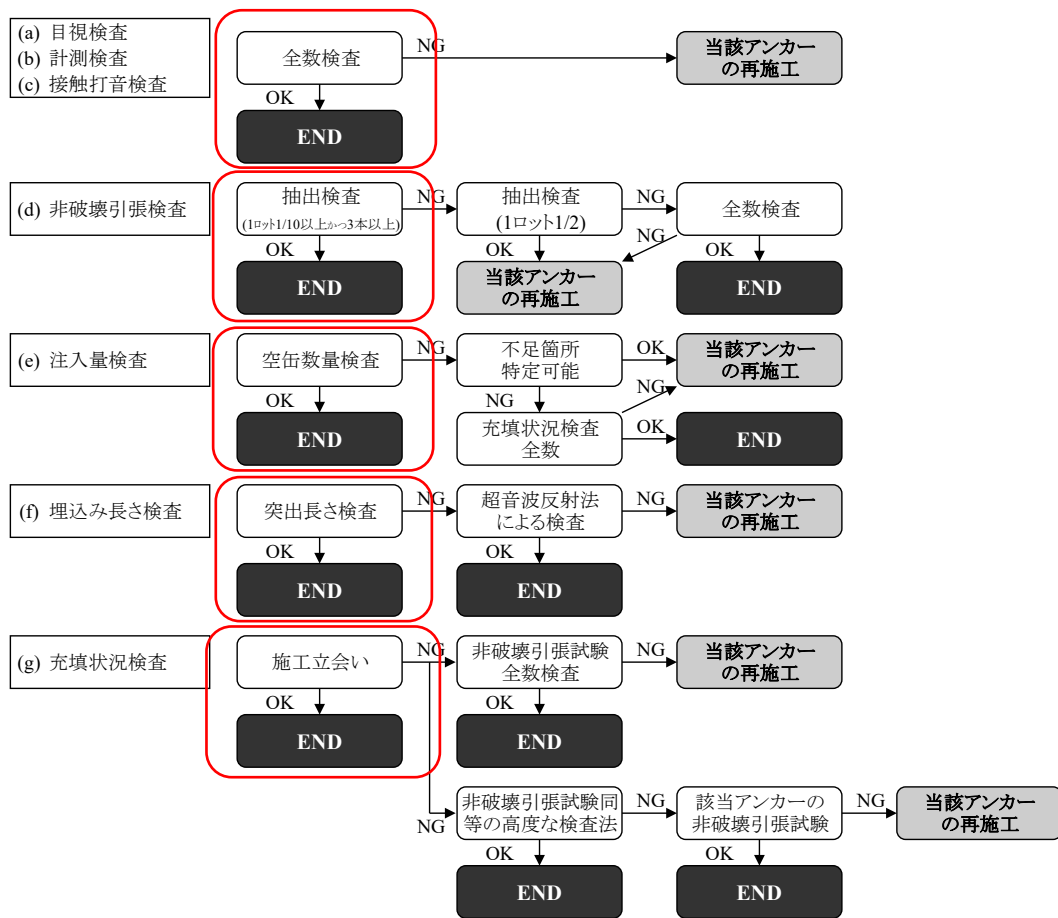 (a) 目視検査
(b) 計測検査
(c) 接触打音検査
全数検査
NG
当該アンカー
の再施工
OK
END
(d) 非破壊引張検査
抽出検査
(1ロット1/10以上かつ3本以上)
NG
抽出検査
(1ロット1/2)
NG
全数検査
NG
OK
OK
OK
END
当該アンカー
の再施工
END
(e) 注入量検査
空缶数量検査
NG
不足箇所
特定可能
OK
当該アンカー
の再施工
NG
OK
NG
END
充填状況検査
全数
OK
END
(f) 埋込み長さ検査
突出長さ検査
NG
超音波反射法
による検査
NG
当該アンカー
の再施工
OK
OK
END
END
(g) 充填状況検査
施工立会い
NG
非破壊引張試験
全数検査
NG
当該アンカー
の再施工
OK
OK
END
END
NG
非破壊引張試験同
等の高度な検査法
NG
該当アンカーの
非破壊引張試験
NG
当該アンカー
の再施工
OK
OK
END
END